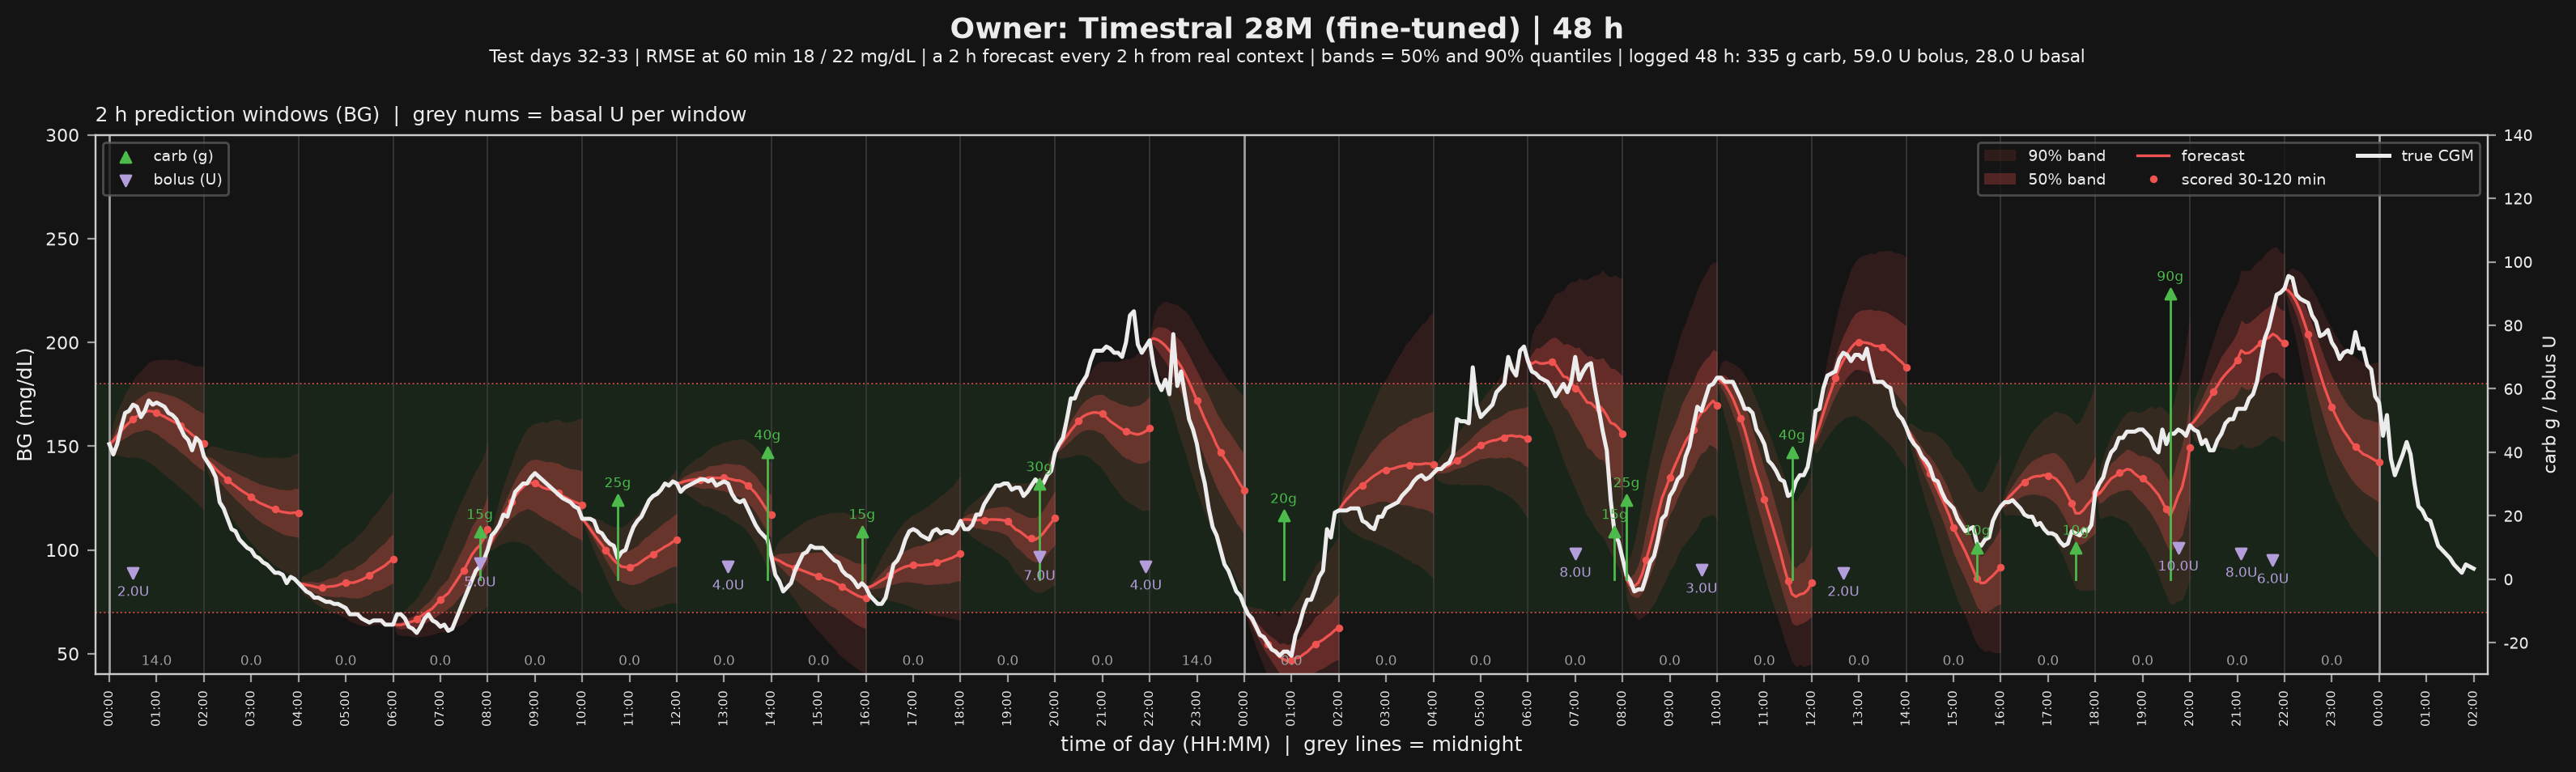 Owner: Timestral 28M (fine-tuned) | 48 h
Test days 32-33 | RMSE at 60 min 18 / 22 mg/dL | a 2 h forecast every 2 h from real context | bands = 50% and 90% quantiles | logged 48 h: 335 g carb, 59.0 U bolus, 28.0 U basal
2 h prediction windows (BG) | grey nums = basal U per window
carb (g)
bolus (U)
90% band
50% band
forecast
scored 30-120 min
true CGM
BG (mg/dL)
300
250
200
150
100
50
carb g / bolus U
140
120
100
80
60
40
20
0
-20
2.0U
15g
5.0U
25g
4.0U
40g
15g
30g
7.0U
4.0U
20g
8.0U
15g
25g
3.0U
40g
2.0U
10g
10g
90g
10.0U
8.0U
6.0U
14.0 0.0 0.0 0.0 0.0 0.0 0.0 0.0 0.0 0.0 0.0 14.0 0.0 0.0 0.0 0.0 0.0 0.0 0.0 0.0 0.0 0.0 0.0 0.0
00:00 01:00 02:00 03:00 04:00 05:00 06:00 07:00 08:00 09:00 10:00 11:00 12:00 13:00 14:00 15:00 16:00 17:00 18:00 19:00 20:00 21:00 22:00 23:00 00:00 01:00 02:00 03:00 04:00 05:00 06:00 07:00 08:00 09:00 10:00 11:00 12:00 13:00 14:00 15:00 16:00 17:00 18:00 19:00 20:00 21:00 22:00 23:00 00:00 01:00 02:00
time of day (HH:MM) | grey lines = midnight